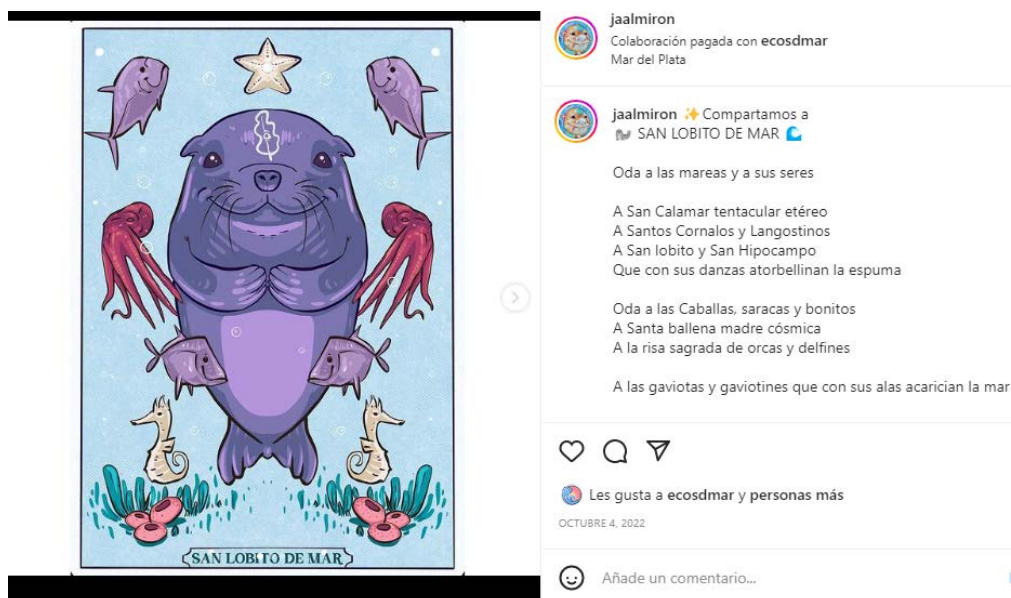 SAN LOBITO DE MAR
jaalmiron
Colaboración pagada con ecosdmar
Mar del Plata
jaalmiron ✨Compartamos a
🦭 SAN LOBITO DE MAR 🌊
Oda a las mareas y a sus seres
A San Calamar tentacular etéreo
A Santos Cornalos y Langostinos
A San lobito y San Hipocampo
Que con sus danzas atorbellinan la espuma
Oda a las Caballas, saracas y bonitos
A Santa ballena madre cósmica
A la risa sagrada de orcas y delfines
A las gaviotas y gaviotines que con sus alas acarician la mar
Les gusta a ecosdmar y personas más
OCTUBRE 4, 2022
Añade un comentario...